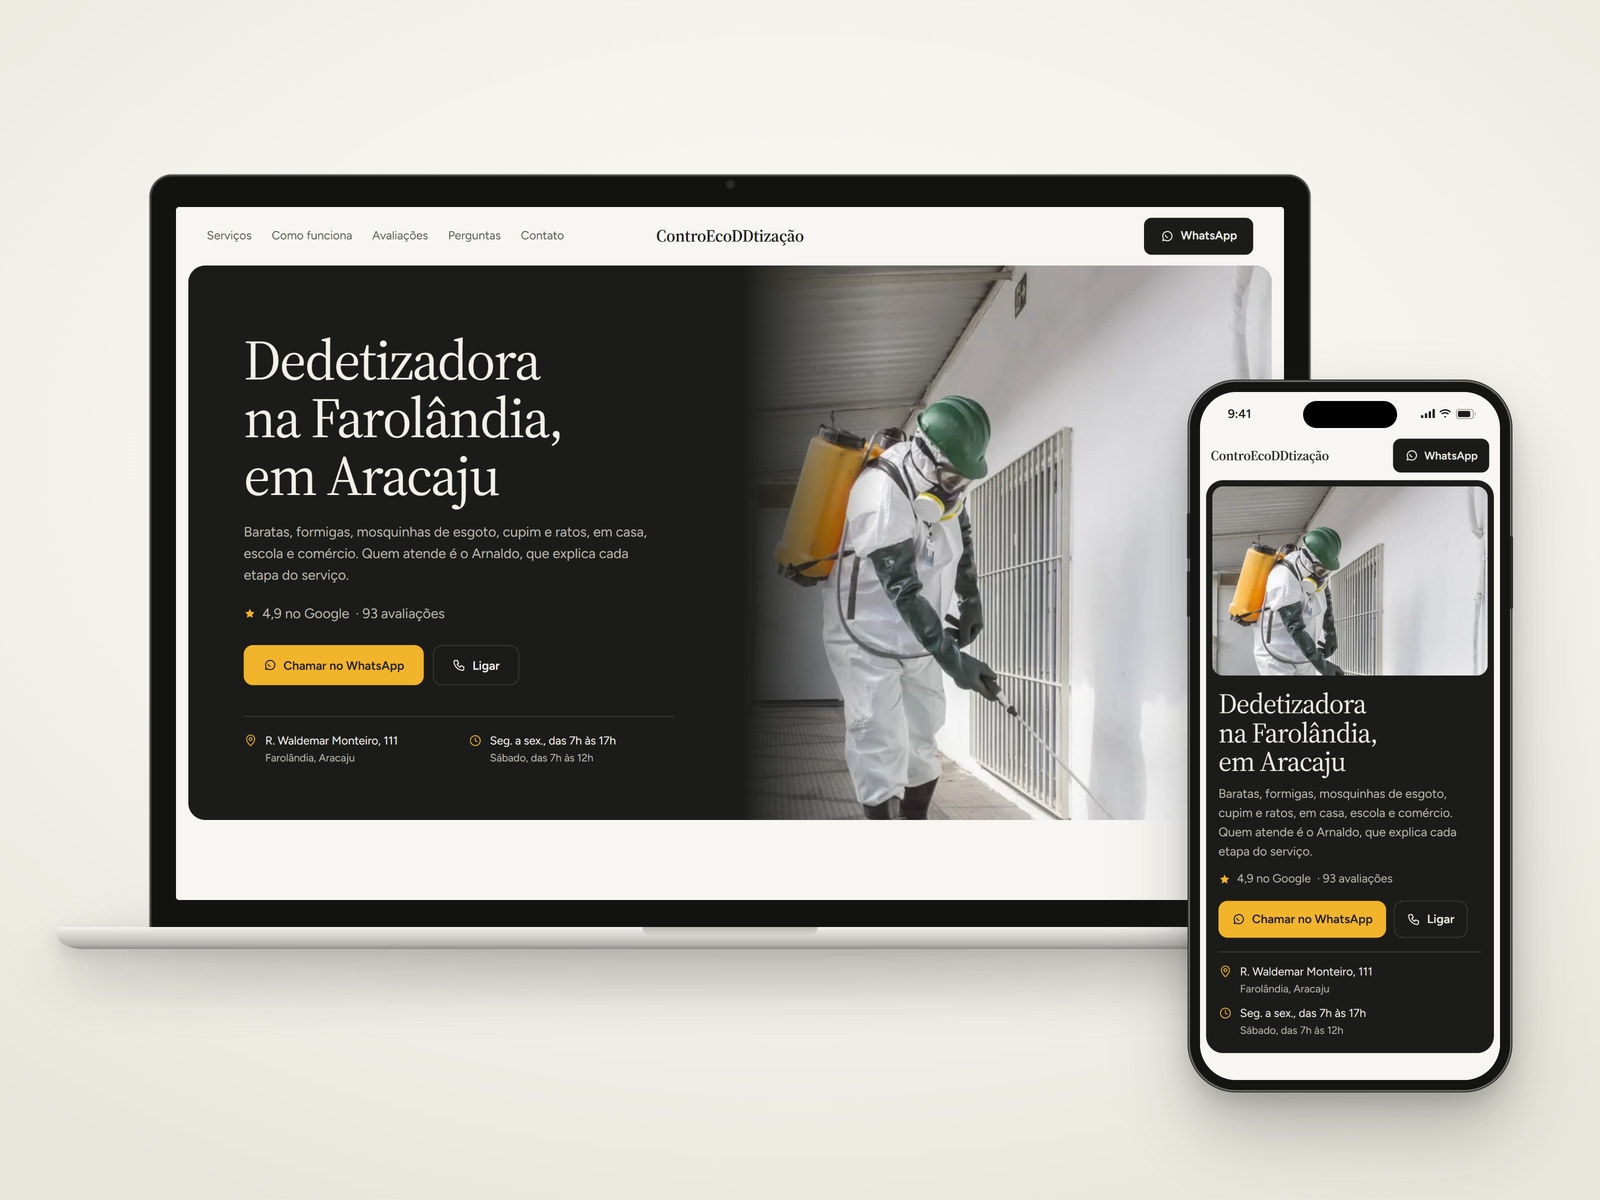 Serviços Como funciona Avaliações Perguntas Contato ControEcoDDtização WhatsApp
Dedetizadora
na Farolândia,
em Aracaju
Baratas, formigas, mosquinhas de esgoto, cupim e ratos, em casa,
escola e comércio. Quem atende é o Arnaldo, que explica cada
etapa do serviço.
4,9 no Google · 93 avaliações
Chamar no WhatsApp Ligar
R. Waldemar Monteiro, 111
Farolândia, Aracaju
Seg. a sex., das 7h às 17h
Sábado, das 7h às 12h
9:41
ControEcoDDtização WhatsApp
Dedetizadora
na Farolândia,
em Aracaju
Baratas, formigas, mosquinhas de esgoto,
cupim e ratos, em casa, escola e comércio.
Quem atende é o Arnaldo, que explica cada
etapa do serviço.
4,9 no Google · 93 avaliações
Chamar no WhatsApp Ligar
R. Waldemar Monteiro, 111
Farolândia, Aracaju
Seg. a sex., das 7h às 17h
Sábado, das 7h às 12h